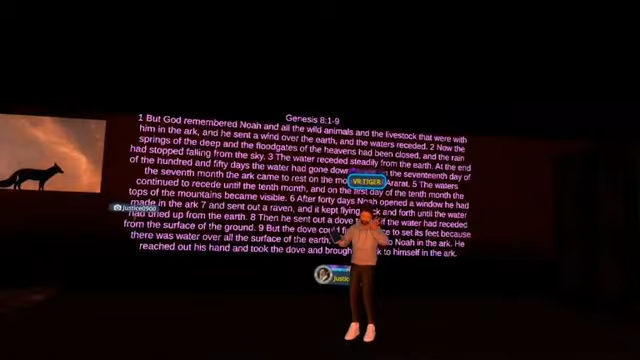 Genesis 8:1-9
1 But God remembered Noah and all the wild animals and the livestock that were with
him in the ark, and he sent a wind over the earth, and the waters receded. 2 Now the
springs of the deep and the floodgates of the heavens had been closed, and the rain
had stopped falling from the sky. 3 The water receded steadily from the earth. At the end
of the hundred and fifty days the water had gone down, the seventeenth day of
the seventh month the ark came to rest on the Ararat. 5 The waters
continued to recede until the tenth month, and on the first day of the tenth month the
tops of the mountains became visible. 6 After forty days Noah opened a window he had
made in the ark 7 and sent out a raven, and it kept flying back and forth until the water
had dried up from the earth. 8 Then he sent out a dove if the water had receded
from the surface of the ground. 9 But the dove to set its feet because
there was water over all the surface of the earth, to Noah in the ark. He
reached out his hand and took the dove and brought to himself in the ark.
VR.TIGER
Justice0900
Justic